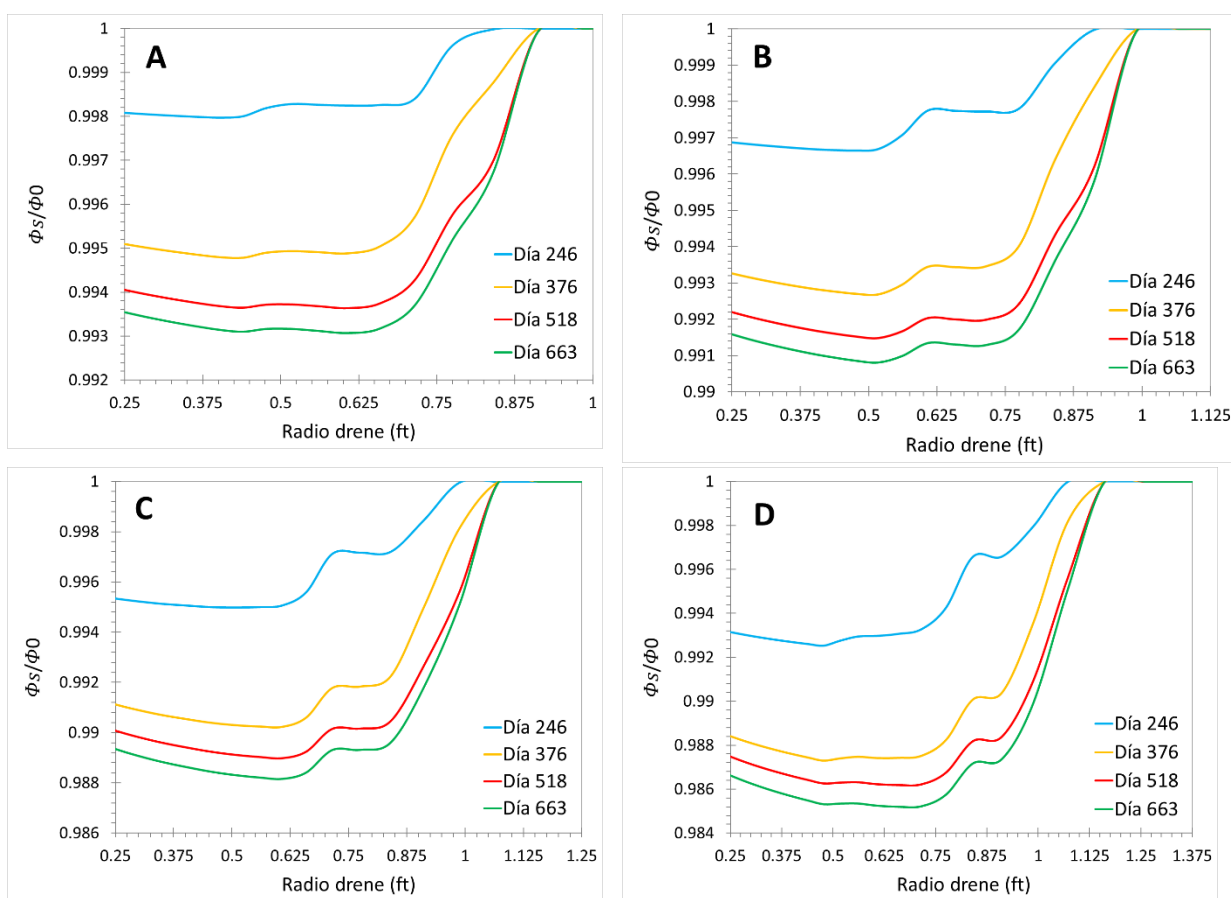 A
1
0.999
0.998
0.997
0.996
0.995
0.994
0.993
0.992
Φs/Φ0
Día 246
Día 376
Día 518
Día 663
0.25 0.375 0.5 0.625 0.75 0.875 1
Radio drene (ft)
B
1
0.999
0.998
0.997
0.996
0.995
0.994
0.993
0.992
0.991
0.99
Φs/Φ0
Día 246
Día 376
Día 518
Día 663
0.25 0.375 0.5 0.625 0.75 0.875 1 1.125
Radio drene (ft)
C
1
0.998
0.996
0.994
0.992
0.99
0.988
0.986
Φs/Φ0
Día 246
Día 376
Día 518
Día 663
0.25 0.375 0.5 0.625 0.75 0.875 1 1.125 1.25
Radio drene (ft)
D
1
0.998
0.996
0.994
0.992
0.99
0.988
0.986
0.984
Φs/Φ0
Día 246
Día 376
Día 518
Día 663
0.25 0.375 0.5 0.625 0.75 0.875 1 1.125 1.25 1.375
Radio drene (ft)